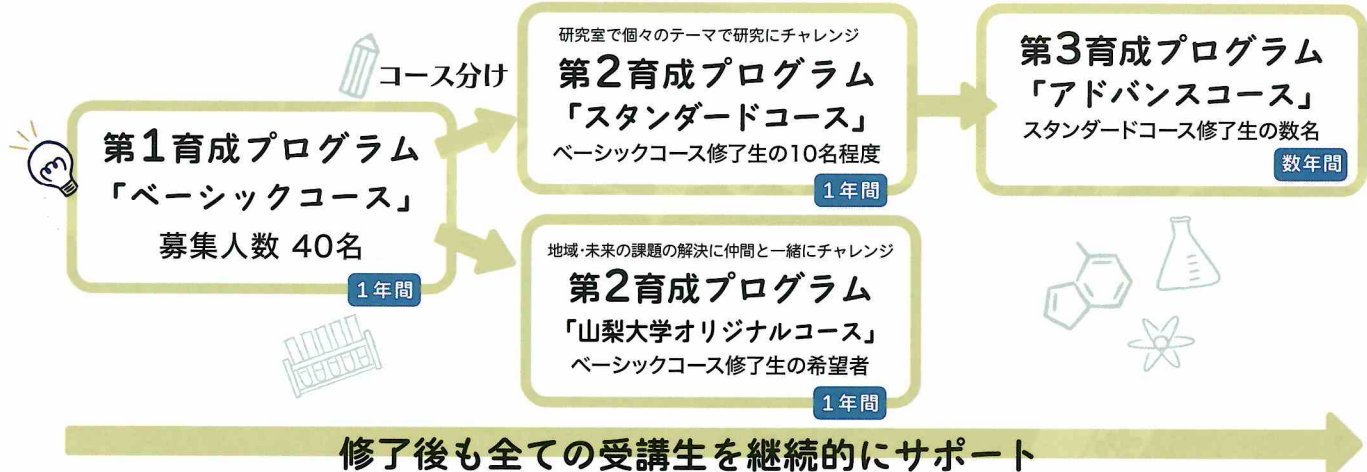 コース分け
第1育成プログラム
「ベーシックコース」
募集人数 40名
1年間
研究室で個々のテーマで研究にチャレンジ
第2育成プログラム
「スタンダードコース」
ベーシックコース修了生の10名程度
1年間
地域・未来の課題の解決に仲間と一緒にチャレンジ
第2育成プログラム
「山梨大学オリジナルコース」
ベーシックコース修了生の希望者
1年間
第3育成プログラム
「アドバンスコース」
スタンダードコース修了生の数名
数年間
修了後も全ての受講生を継続的にサポート